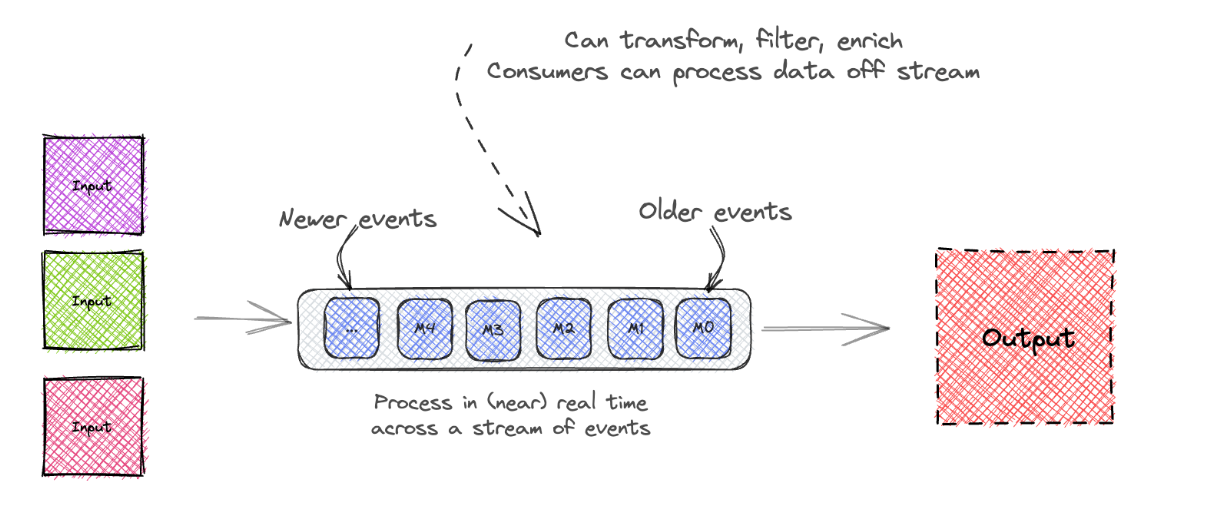 Can transform, filter, enrich
Consumers can process data off stream
Input
Newer events
Older events
Input
... M4 M3 M2 M1 M0
Output
Process in (near) real time
across a stream of events
Input